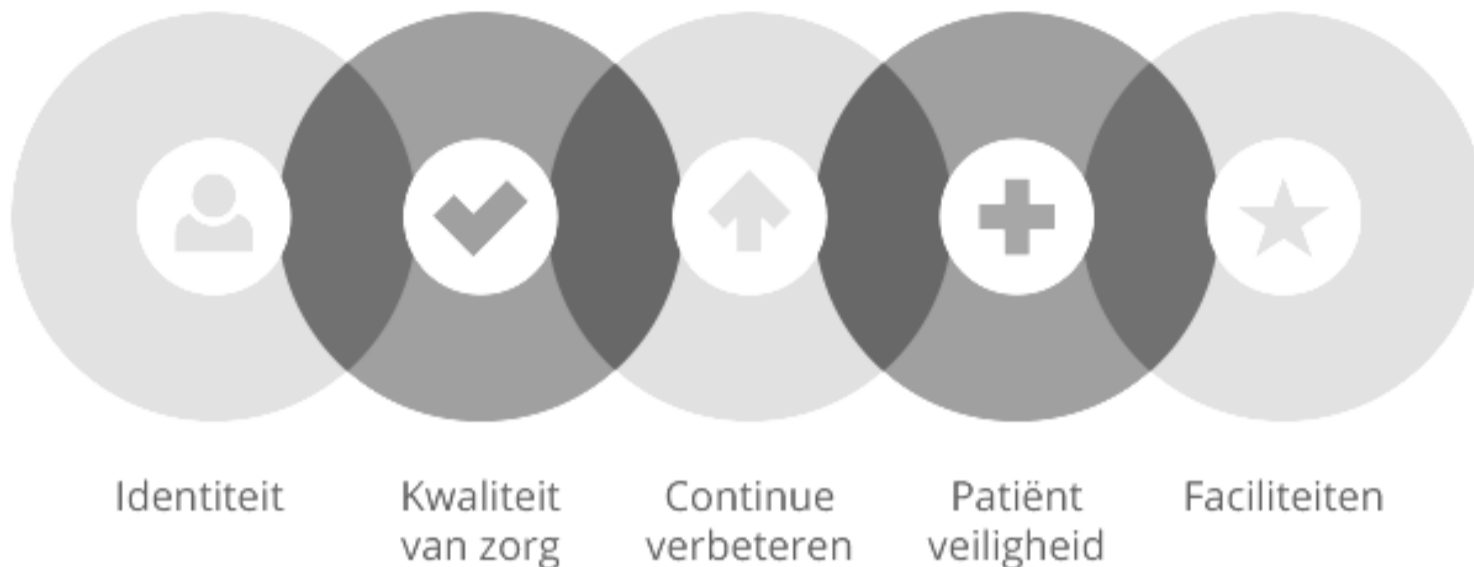 Identiteit
Kwaliteit
van zorg
Continue
verbeteren
Patiënt
veiligheid
Faciliteiten